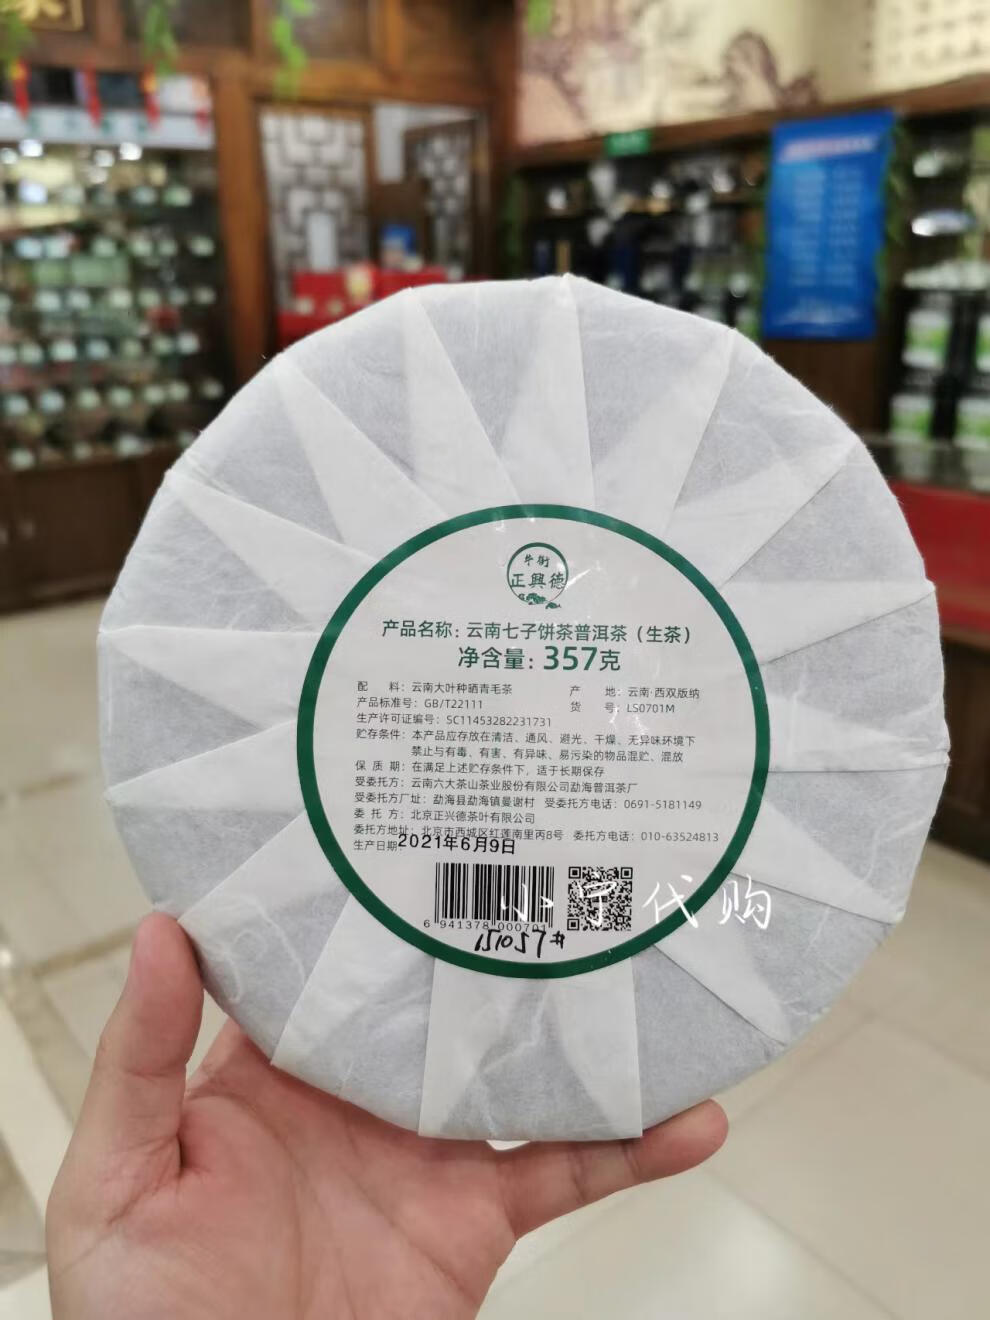 牛街
正興德
产品名称：云南七子饼茶普洱茶（生茶）
净含量：357克
配 料：云南大叶种晒青毛茶 产 地：云南·西双版纳
产品标准号：GB/T22111 货 号：LS0701M
生产许可证编号：SC11453282231731
贮存条件：本产品应存放在清洁、通风、避光、干燥、无异味环境下
禁止与有毒、有害、有异味、易污染的物品混贮、混放
保 质 期：在满足上述贮存条件下，适于长期保存
受委托方：云南六大茶山茶业股份有限公司勐海普洱茶厂
受委托方厂址：勐海县勐海镇曼谢村 受委托方电话：0691-5181149
委 托 方：北京正兴德茶叶有限公司
委托方地址：北京市西城区红莲南里丙8号 委托方电话：010-63524813
生产日期：2021年6月9日
6 941378 000701
小宇代购
151057#